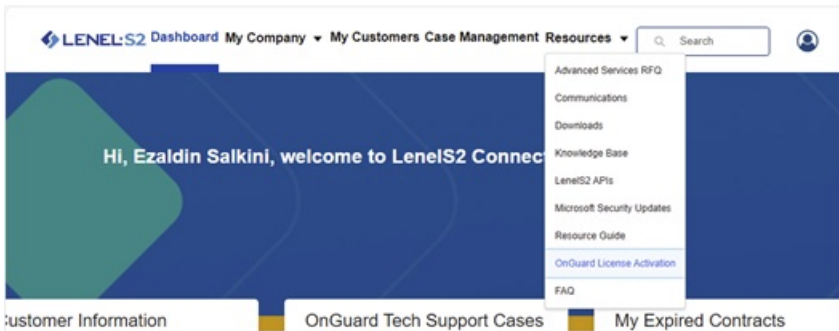 LENEL·S2 Dashboard My Company My Customers Case Management Resources Search
Advanced Services RFQ
Communications
Downloads
Knowledge Base
LenelS2 APIs
Microsoft Security Updates
Resource Guide
OnGuard License Activation
FAQ
Hi, Ezaldin Salkini, welcome to LenelS2 Connect
Customer Information OnGuard Tech Support Cases My Expired Contracts